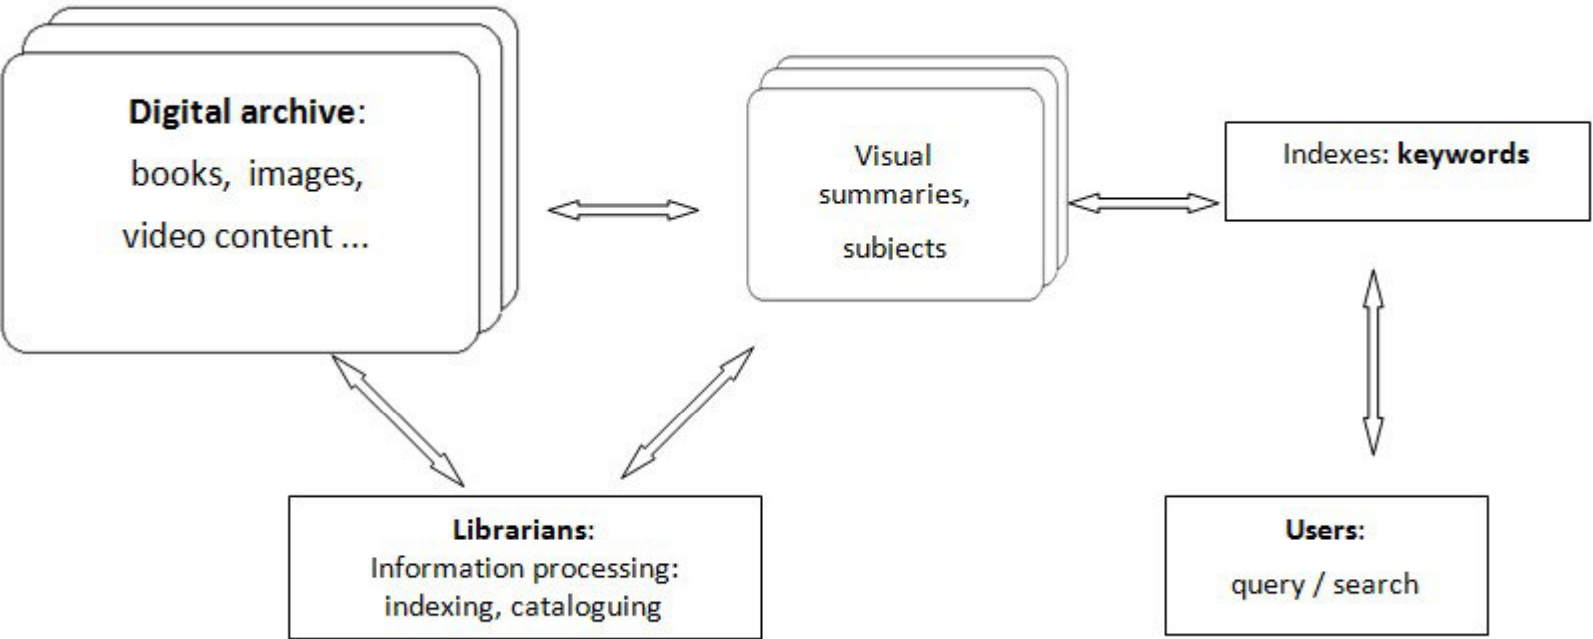 Digital archive:
books, images,
video content ...
Visual
summaries,
subjects
Indexes: keywords
Librarians:
Information processing:
indexing, cataloguing
Users:
query / search